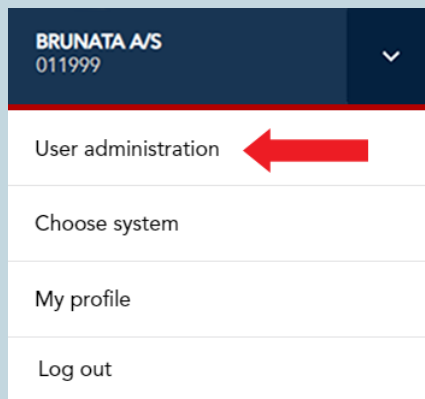 BRUNATA A/S
011999
User administration
Choose system
My profile
Log out